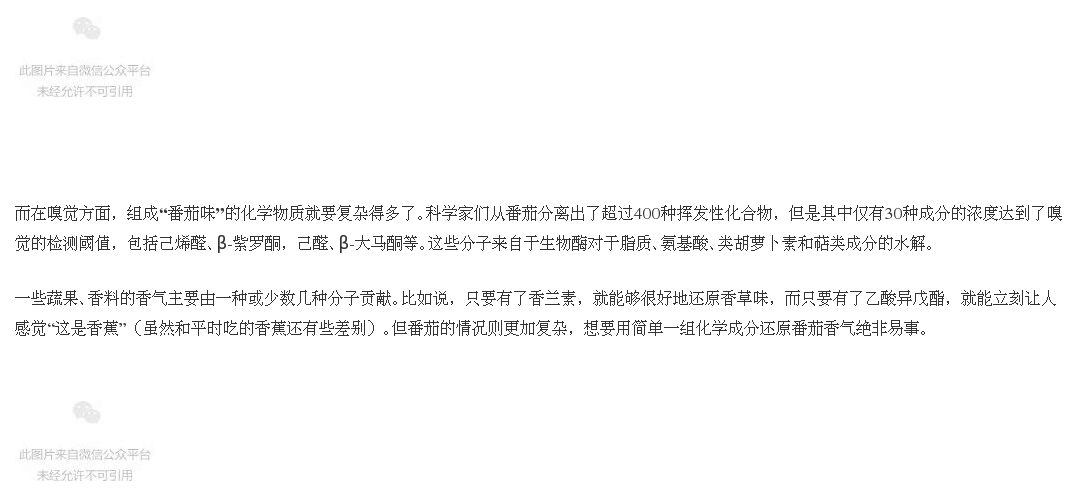 此图片来自微信公众平台
未经允许不可引用
而在嗅觉方面，组成“番茄味”的化学物质就要复杂得多了。科学家们从番茄分离出了超过400种挥发性化合物，但是其中仅有30种成分的浓度达到了嗅
觉的检测阈值，包括己烯醛、β-紫罗酮，己醛、β-大马酮等。这些分子来自于生物酶对于脂质、氨基酸、类胡萝卜素和萜类成分的水解。
一些蔬果、香料的香气主要由一种或少数几种分子贡献。比如说，只要有了香兰素，就能够很好地还原香草味，而只要有了乙酸异戊酯，就能立刻让人
感觉“这是香蕉”（虽然和平时吃的香蕉还有些差别）。但番茄的情况则更加复杂，想要用简单一组化学成分还原番茄香气绝非易事。
此图片来自微信公众平台
未经允许不可引用